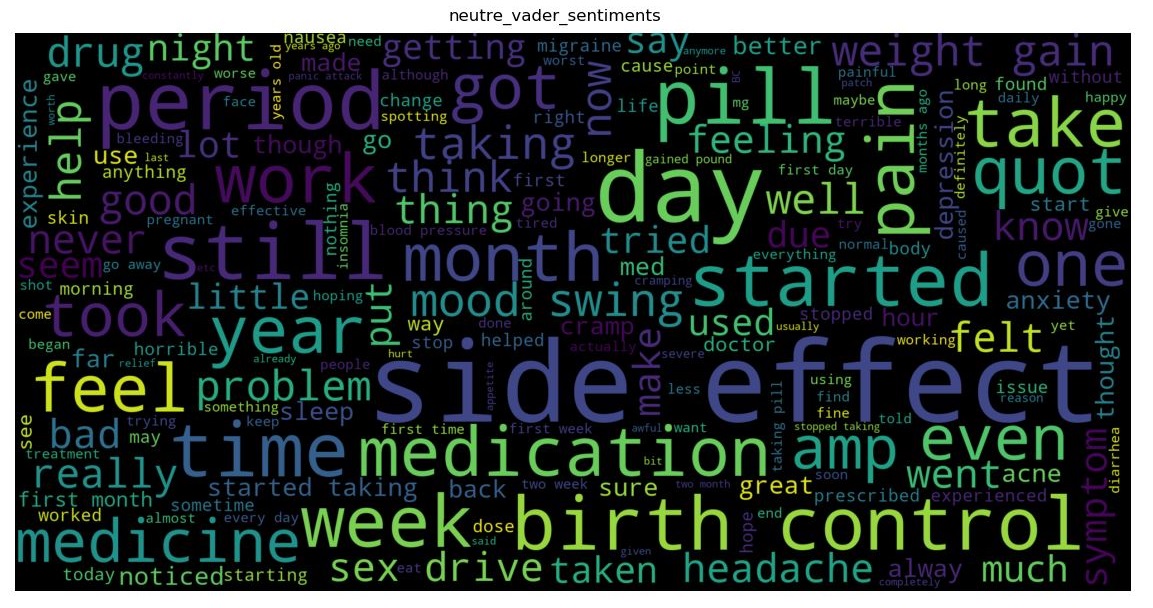 neutre_vader_sentiments
drug
night
years old
nausea
years ago
need
getting
migraine
worst
say
anymore
better
weight gain
gave
constantly
worse
made
panic attack
although
cause
point
BC
painful
patch
long
found
without
experience
worth
help
period
face
change
spotting
got
right
now
life
pill
mg
maybe
terrible
pain
months ago
daily
happy
take
bleeding
lot
though
go
taking
longer
gained pound
feeling
first day
depression
definitely
use
last
anything
good
work
think
first
day
well
quot
skin
pregnant
effective
nothing
insomnia
thing
going
tired
due
try
start
give
never
still
blood pressure
month
tried
everything
normal
body
caused
know
gone
seem
go away
etc
around
med
cramping
started
one
shot
morning
little
hoping
put
mood swing
stopped
hour
anxiety
come
took
year
way
done
cramp
used
usually
working
felt
yet
began
far
horrible
relief
already
hurt
stop
helped
actually
people
make
severe
doctor
thought
feel
problem
side effect
appetite
less
using
find
fine
issue
reason
see
something
sleep
taking pill
told
bad
may
trying
keep
time
first time
first week
awful
want
stopped taking
amp
even
treatment
really
medication
bit
soon
went
acne
symptom
diarrhea
first month
sometime
started taking
back
two week
sure
two month
great
prescribed
experienced
worked
almost
every day
week
dose
said
birth control
hope
end
medicine
given
today
noticed
starting
sex drive
eat
taken
headache
alway
completely
much